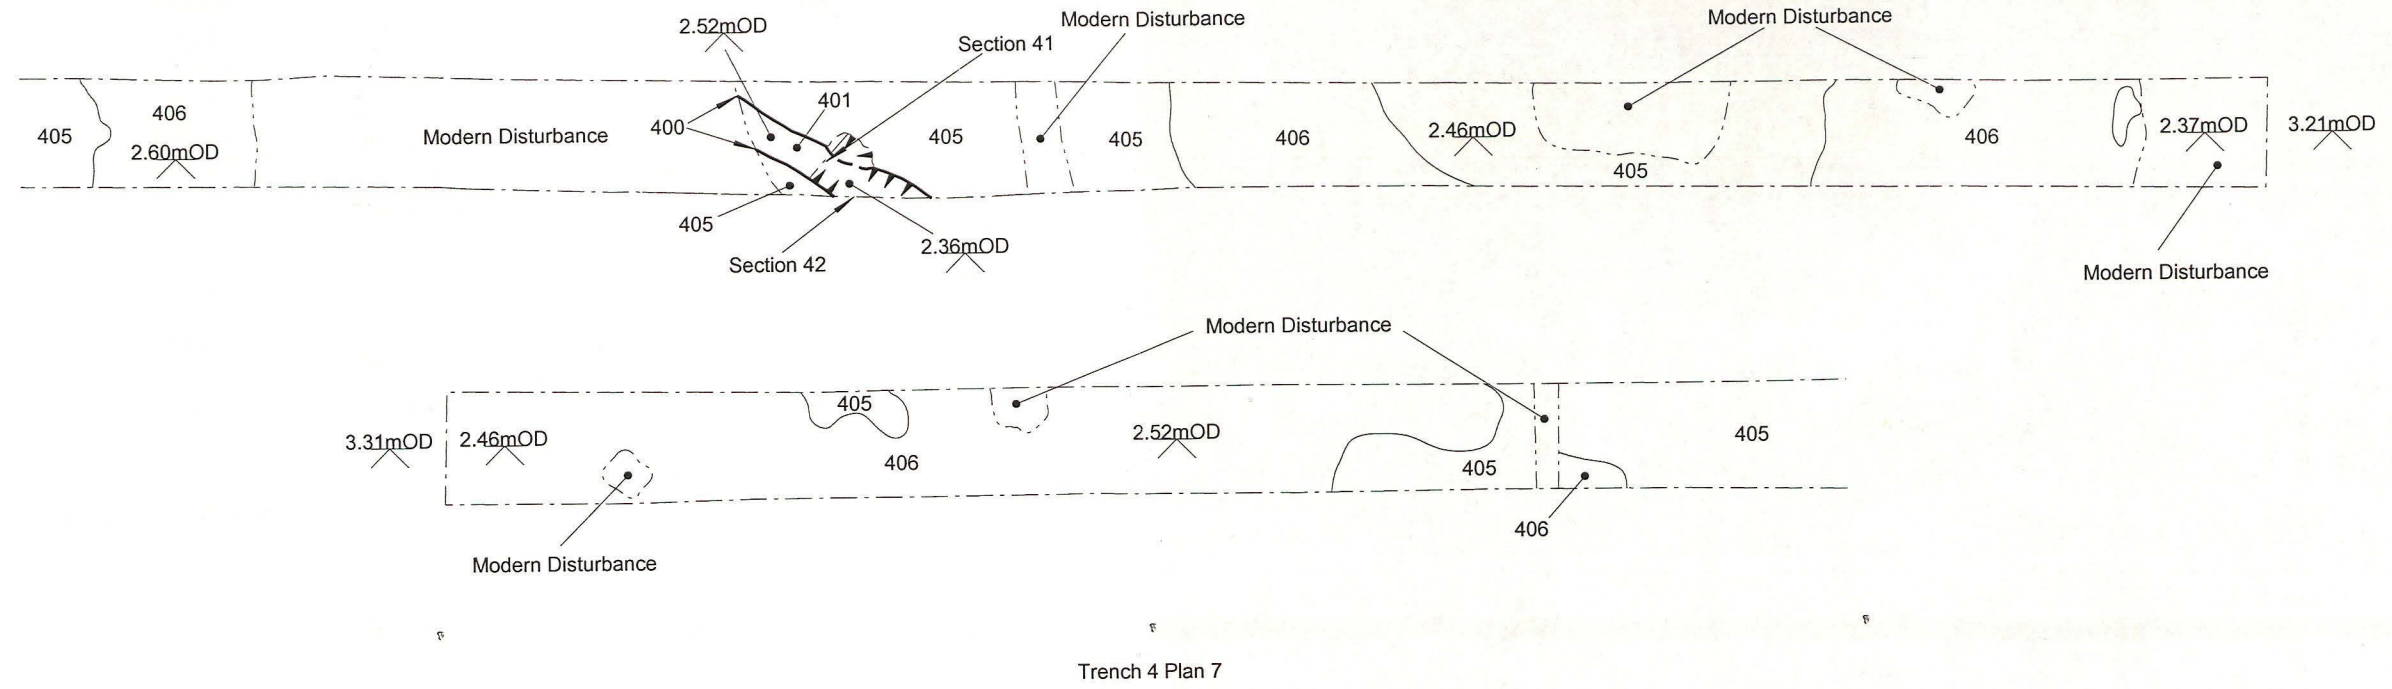 2.52mOD
Section 41
Modern Disturbance
Modern Disturbance
405
406
2.60mOD
Modern Disturbance
400
401
405
405
406
2.46mOD
405
406
2.37mOD
3.21mOD
405
Section 42
2.36mOD
Modern Disturbance
Modern Disturbance
3.31mOD
2.46mOD
405
406
2.52mOD
405
405
406
Modern Disturbance
Trench 4 Plan 7